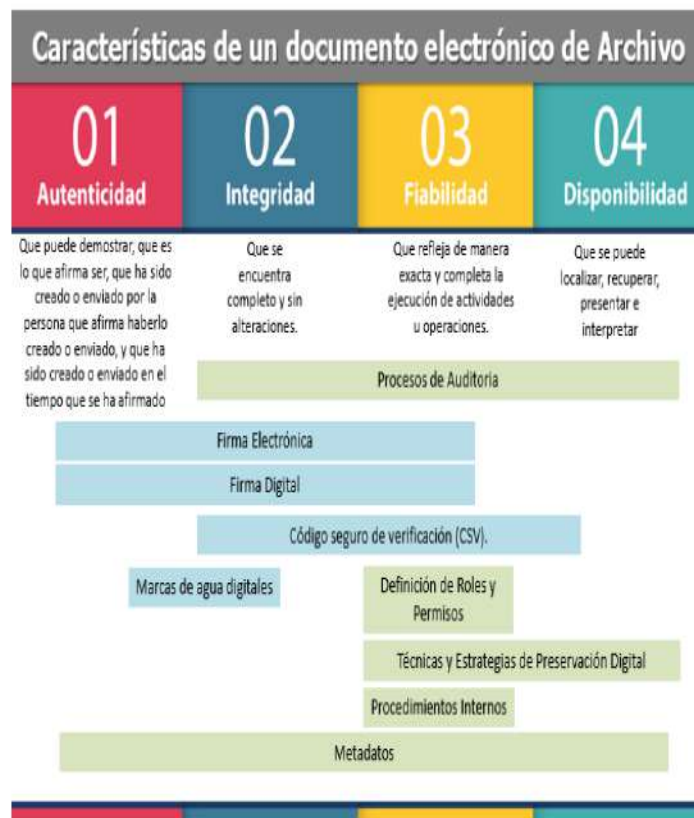 Características de un documento electrónico de Archivo
01
Autenticidad
02
Integridad
03
Fiabilidad
04
Disponibilidad
Que puede demostrar, que es
lo que afirma ser, que ha sido
creado o enviado por la
persona que afirma haberlo
creado o enviado, y que ha
sido creado o enviado en el
tiempo que se ha afirmado
Que se
encuentra
completo y sin
alteraciones.
Que refleja de manera
exacta y completa la
ejecución de actividades
u operaciones.
Que se puede
localizar, recuperar,
presentar e
interpretar
Procesos de Auditoria
Firma Electrónica
Firma Digital
Código seguro de verificación (CSV).
Marcas de agua digitales
Definición de Roles y
Permisos
Técnicas y Estrategias de Preservación Digital
Procedimientos Internos
Metadatos